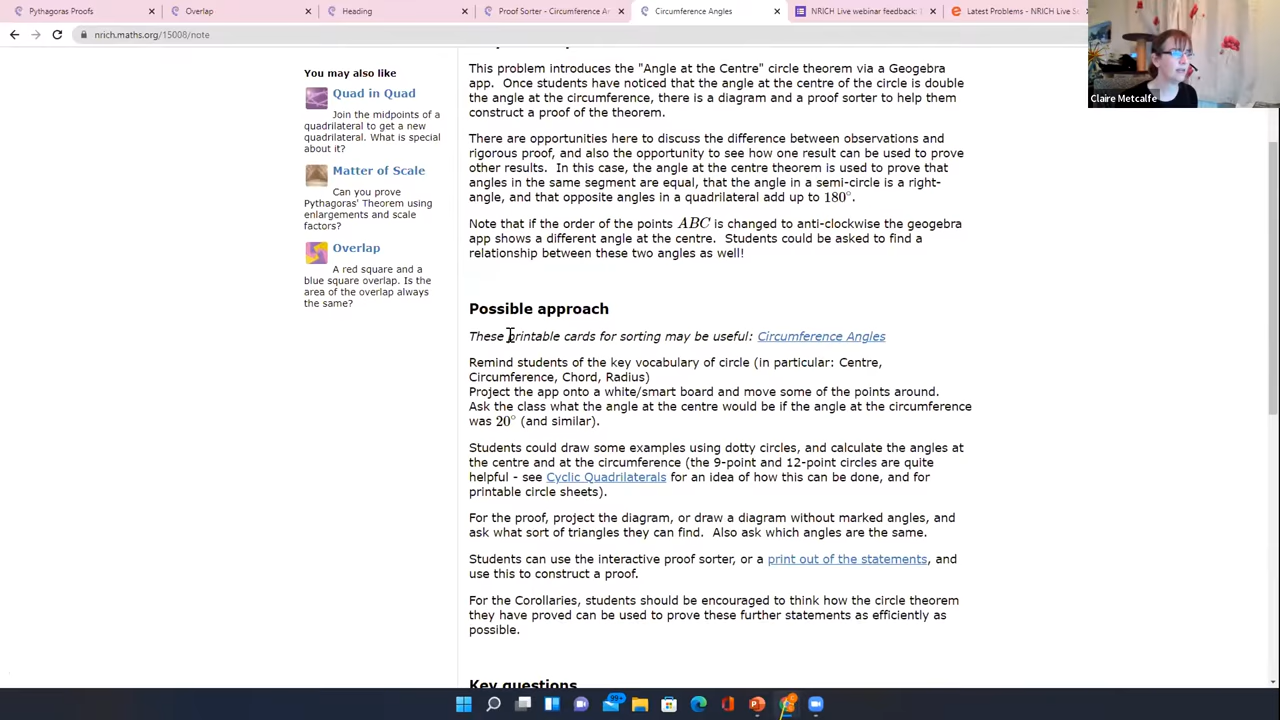 Pythagoras Proofs
Overlap
Heading
Proof Sorter - Circumference An
Circumference Angles
NRICH Live webinar feedback:
Latest Problems - NRICH Live
nrich.maths.org/15008/note
Claire Metcalfe
You may also like
Quad in Quad
Join the midpoints of a
quadrilateral to get a new
quadrilateral. What is special
about it?
Matter of Scale
Can you prove
Pythagoras' Theorem using
enlargements and scale
factors?
Overlap
A red square and a
blue square overlap. Is the
area of the overlap always
the same?
This problem introduces the "Angle at the Centre" circle theorem via a Geogebra
app. Once students have noticed that the angle at the centre of the circle is double
the angle at the circumference, there is a diagram and a proof sorter to help them
construct a proof of the theorem.
There are opportunities here to discuss the difference between observations and
rigorous proof, and also the opportunity to see how one result can be used to prove
other results. In this case, the angle at the centre theorem is used to prove that
angles in the same segment are equal, that the angle in a semi-circle is a right-
angle, and that opposite angles in a quadrilateral add up to 180°.
Note that if the order of the points ABC is changed to anti-clockwise the geogebra
app shows a different angle at the centre. Students could be asked to find a
relationship between these two angles as well!
Possible approach
These printable cards for sorting may be useful: Circumference Angles
Remind students of the key vocabulary of circle (in particular: Centre,
Circumference, Chord, Radius)
Project the app onto a white/smart board and move some of the points around.
Ask the class what the angle at the centre would be if the angle at the circumference
was 20° (and similar).
Students could draw some examples using dotty circles, and calculate the angles at
the centre and at the circumference (the 9-point and 12-point circles are quite
helpful - see Cyclic Quadrilaterals for an idea of how this can be done, and for
printable circle sheets).
For the proof, project the diagram, or draw a diagram without marked angles, and
ask what sort of triangles they can find. Also ask which angles are the same.
Students can use the interactive proof sorter, or a print out of the statements, and
use this to construct a proof.
For the Corollaries, students should be encouraged to think how the circle theorem
they have proved can be used to prove these further statements as efficiently as
possible.
Key questions
99+